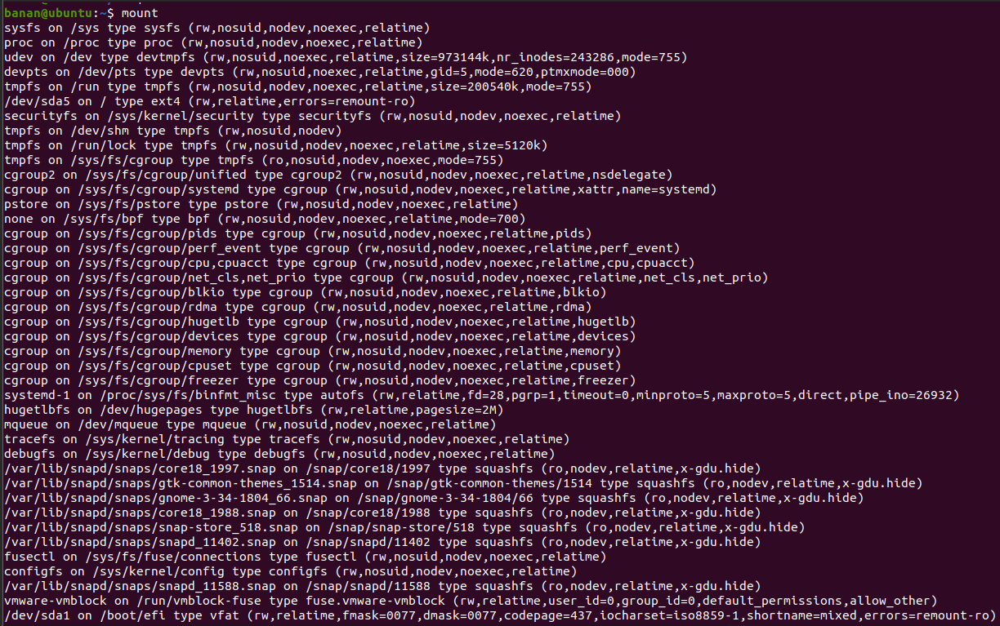 banan@ubuntu:~$ mount
sysfs on /sys type sysfs (rw,nosuid,nodev,noexec,relatime)
proc on /proc type proc (rw,nosuid,nodev,noexec,relatime)
udev on /dev type devtmpfs (rw,nosuid,noexec,relatime,size=973144k,nr_inodes=243286,mode=755)
devpts on /dev/pts type devpts (rw,nosuid,noexec,relatime,gid=5,mode=620,ptmxmode=000)
tmpfs on /run type tmpfs (rw,nosuid,nodev,noexec,relatime,size=200540k,mode=755)
/dev/sda5 on / type ext4 (rw,relatime,errors=remount-ro)
securityfs on /sys/kernel/security type securityfs (rw,nosuid,nodev,noexec,relatime)
tmpfs on /dev/shm type tmpfs (rw,nosuid,nodev)
tmpfs on /run/lock type tmpfs (rw,nosuid,nodev,noexec,relatime,size=5120k)
tmpfs on /sys/fs/cgroup type tmpfs (ro,nosuid,nodev,noexec,mode=755)
cgroup2 on /sys/fs/cgroup/unified type cgroup2 (rw,nosuid,nodev,noexec,relatime,nsdelegate)
cgroup on /sys/fs/cgroup/systemd type cgroup (rw,nosuid,nodev,noexec,relatime,xattr,name=systemd)
pstore on /sys/fs/pstore type pstore (rw,nosuid,nodev,noexec,relatime)
none on /sys/fs/bpf type bpf (rw,nosuid,nodev,noexec,relatime,mode=700)
cgroup on /sys/fs/cgroup/pids type cgroup (rw,nosuid,nodev,noexec,relatime,pids)
cgroup on /sys/fs/cgroup/perf_event type cgroup (rw,nosuid,nodev,noexec,relatime,perf_event)
cgroup on /sys/fs/cgroup/cpu,cpuacct type cgroup (rw,nosuid,nodev,noexec,relatime,cpu,cpuacct)
cgroup on /sys/fs/cgroup/net_cls,net_prio type cgroup (rw,nosuid,nodev,noexec,relatime,net_cls,net_prio)
cgroup on /sys/fs/cgroup/blkio type cgroup (rw,nosuid,nodev,noexec,relatime,blkio)
cgroup on /sys/fs/cgroup/rdma type cgroup (rw,nosuid,nodev,noexec,relatime,rdma)
cgroup on /sys/fs/cgroup/hugetlb type cgroup (rw,nosuid,nodev,noexec,relatime,hugetlb)
cgroup on /sys/fs/cgroup/devices type cgroup (rw,nosuid,nodev,noexec,relatime,devices)
cgroup on /sys/fs/cgroup/memory type cgroup (rw,nosuid,nodev,noexec,relatime,memory)
cgroup on /sys/fs/cgroup/cpuset type cgroup (rw,nosuid,nodev,noexec,relatime,cpuset)
cgroup on /sys/fs/cgroup/freezer type cgroup (rw,nosuid,nodev,noexec,relatime,freezer)
systemd-1 on /proc/sys/fs/binfmt_misc type autofs (rw,relatime,fd=28,pgrp=1,timeout=0,minproto=5,maxproto=5,direct,pipe_ino=26932)
hugetlbfs on /dev/hugepages type hugetlbfs (rw,relatime,pagesize=2M)
mqueue on /dev/mqueue type mqueue (rw,nosuid,nodev,noexec,relatime)
tracefs on /sys/kernel/tracing type tracefs (rw,nosuid,nodev,noexec,relatime)
debugfs on /sys/kernel/debug type debugfs (rw,nosuid,nodev,noexec,relatime)
/var/lib/snapd/snaps/core18_1997.snap on /snap/core18/1997 type squashfs (ro,nodev,relatime,x-gdu.hide)
/var/lib/snapd/snaps/gtk-common-themes_1514.snap on /snap/gtk-common-themes/1514 type squashfs (ro,nodev,relatime,x-gdu.hide)
/var/lib/snapd/snaps/gnome-3-34-1804_66.snap on /snap/gnome-3-34-1804/66 type squashfs (ro,nodev,relatime,x-gdu.hide)
/var/lib/snapd/snaps/core18_1988.snap on /snap/core18/1988 type squashfs (ro,nodev,relatime,x-gdu.hide)
/var/lib/snapd/snaps/snap-store_518.snap on /snap/snap-store/518 type squashfs (ro,nodev,relatime,x-gdu.hide)
/var/lib/snapd/snaps/snapd_11402.snap on /snap/snapd/11402 type squashfs (ro,nodev,relatime,x-gdu.hide)
fusectl on /sys/fs/fuse/connections type fusectl (rw,nosuid,nodev,noexec,relatime)
configfs on /sys/kernel/config type configfs (rw,nosuid,nodev,noexec,relatime)
/var/lib/snapd/snaps/snapd_11588.snap on /snap/snapd/11588 type squashfs (ro,nodev,relatime,x-gdu.hide)
vmware-vmblock on /run/vmblock-fuse type fuse.vmware-vmblock (rw,relatime,user_id=0,group_id=0,default_permissions,allow_other)
/dev/sda1 on /boot/efi type vfat (rw,relatime,fmask=0077,dmask=0077,codepage=437,iocharset=iso8859-1,shortname=mixed,errors=remount-ro)